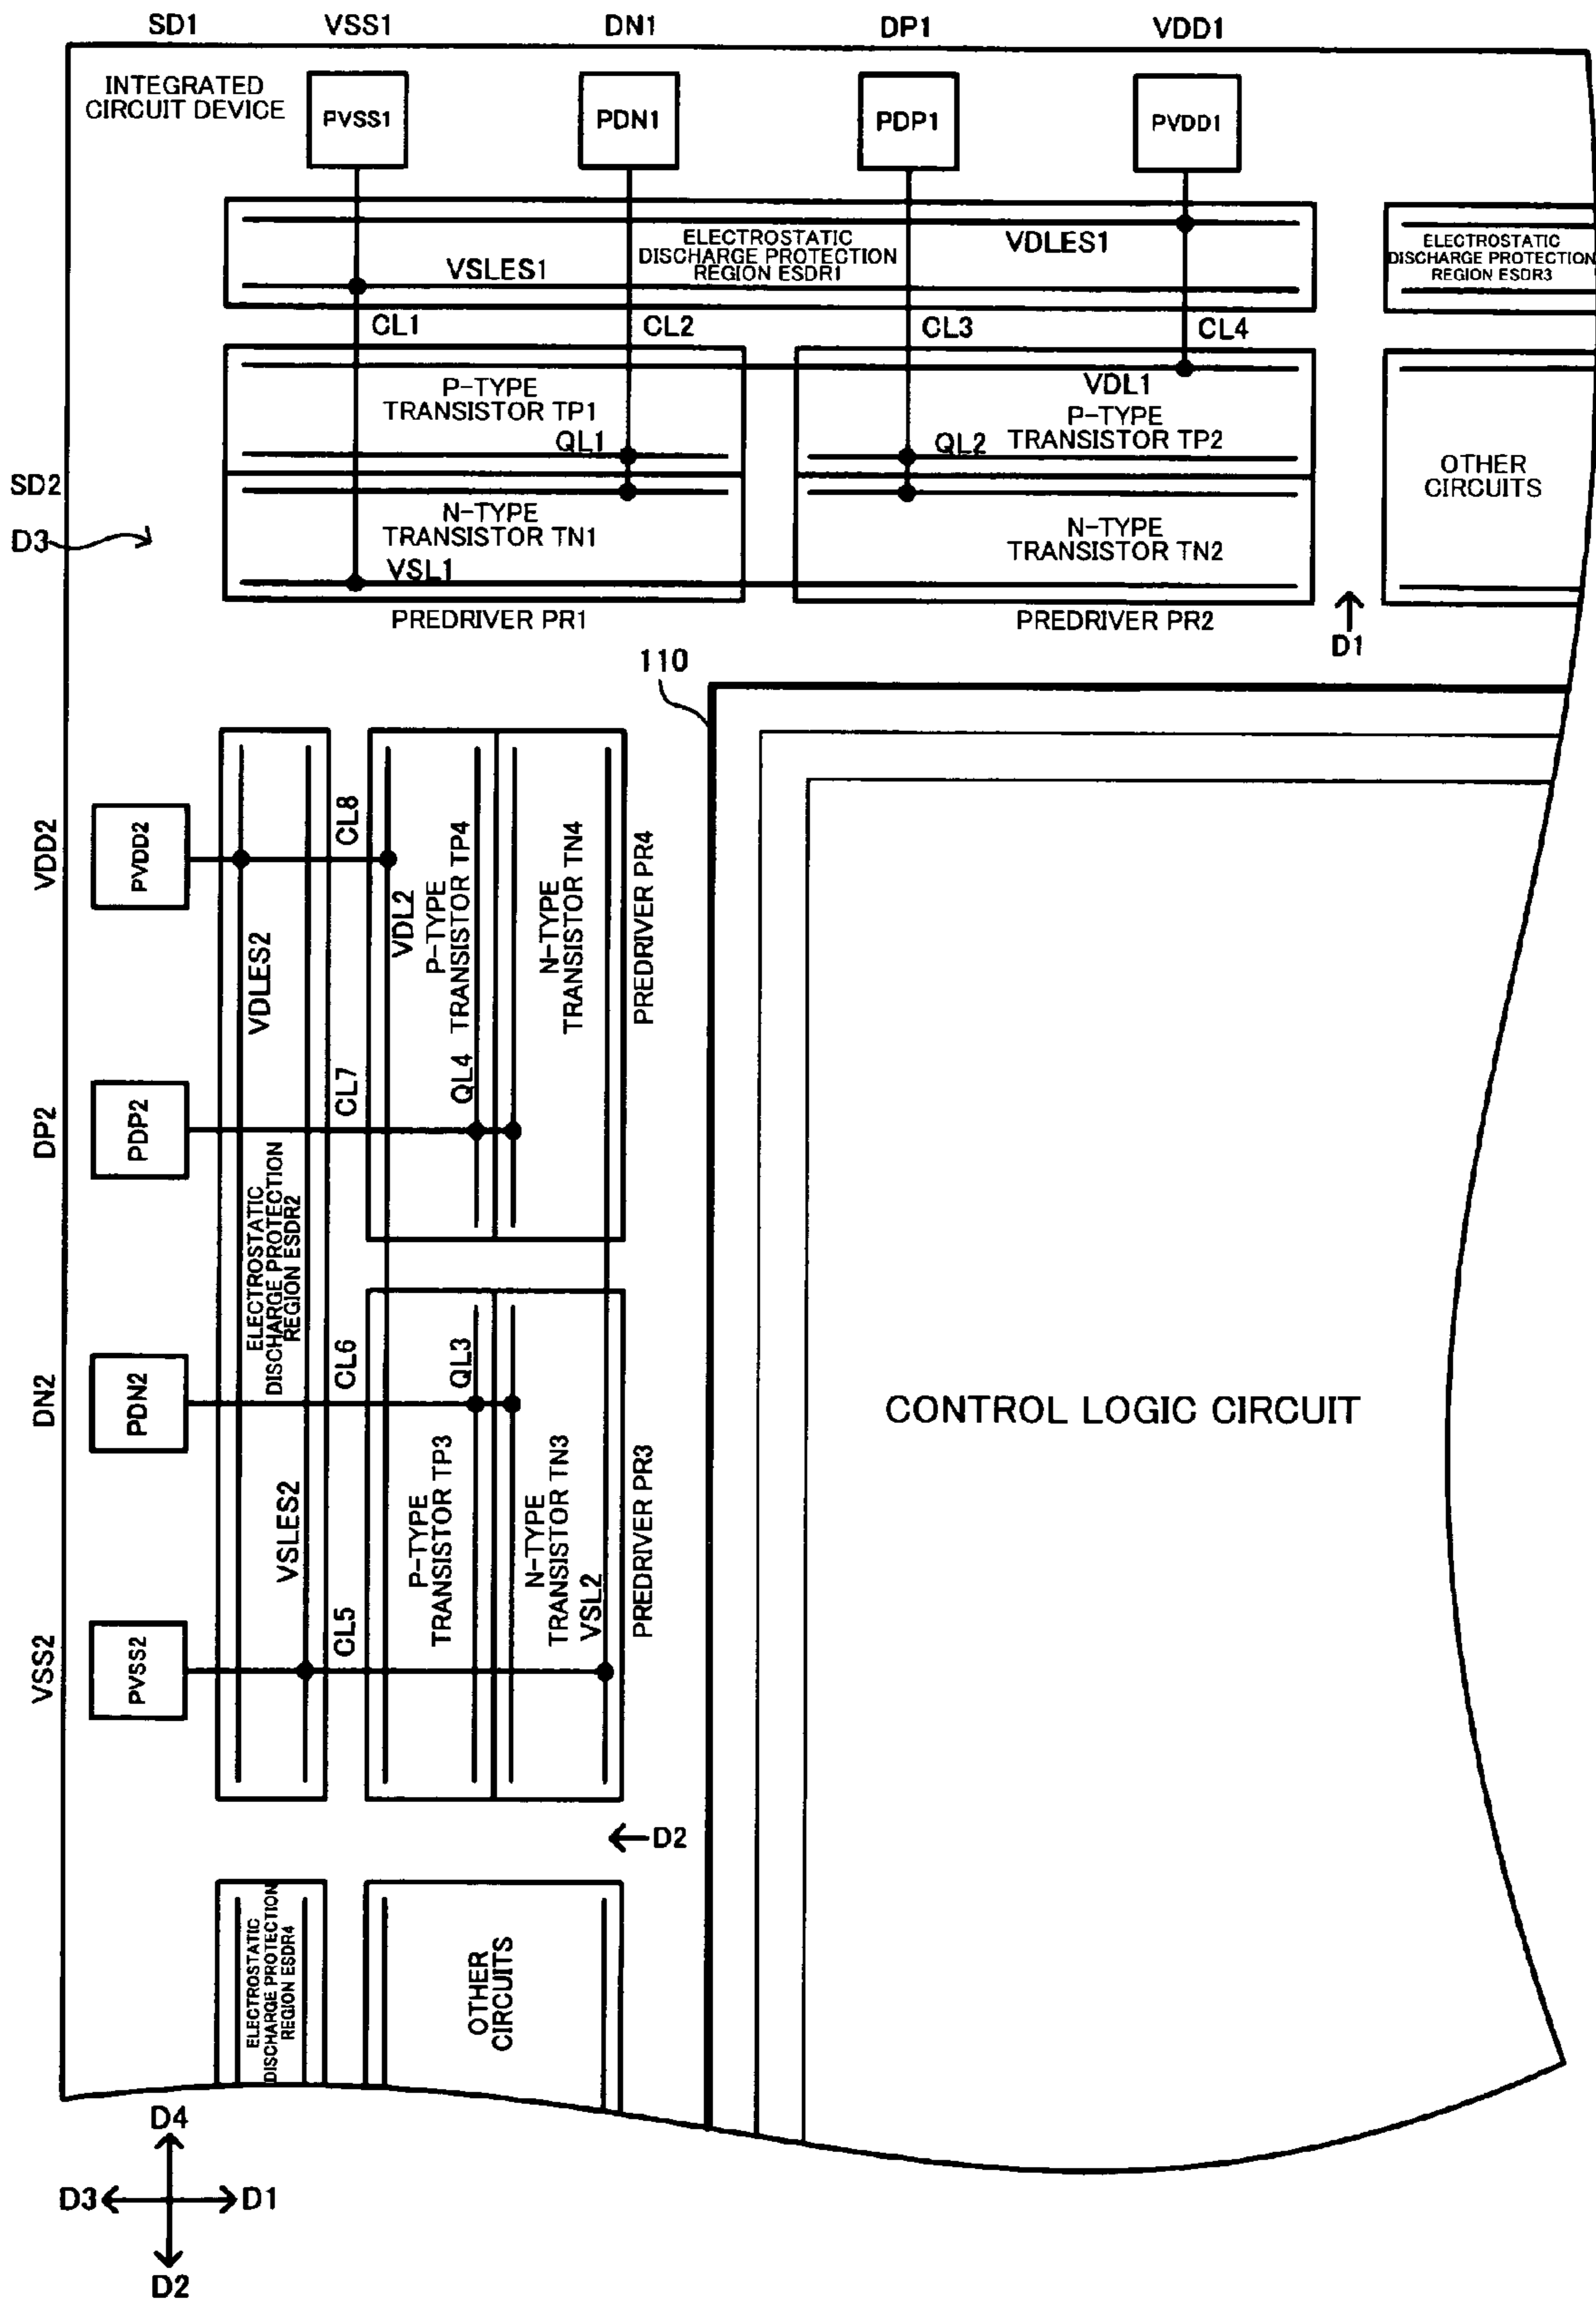 SD1
VSS1
DN1
DP1
VDD1
INTEGRATED
CIRCUIT DEVICE
PVSS1
PDN1
PDP1
PVDD1
ELECTROSTATIC
DISCHARGE PROTECTION
REGION ESDR1
VDLES1
VSLES1
ELECTROSTATIC
DISCHARGE PROTECTION
REGION ESDR3
CL1
CL2
CL3
CL4
P-TYPE
TRANSISTOR TP1
QL1
VDL1
P-TYPE
TRANSISTOR TP2
QL2
SD2
D3
N-TYPE
TRANSISTOR TN1
VSL1
N-TYPE
TRANSISTOR TN2
OTHER
CIRCUITS
PREDRIVER PR1
PREDRIVER PR2
D1
110
VDD2
PVDD2
VDLES2
CL8
VDL2
P-TYPE
TRANSISTOR TP4
N-TYPE
TRANSISTOR TN4
PREDRIVER PR4
DP2
PDP2
CL7
QL4
ELECTROSTATIC
DISCHARGE PROTECTION
REGION ESDR2
DN2
PDN2
CL6
QL3
CONTROL LOGIC CIRCUIT
VSLES2
P-TYPE
TRANSISTOR TP3
N-TYPE
TRANSISTOR TN3
VSL2
PREDRIVER PR3
VSS2
PVSS2
CL5
D2
ELECTROSTATIC
DISCHARGE PROTECTION
REGION ESDR4
OTHER
CIRCUITS
D4
D3
D1
D2